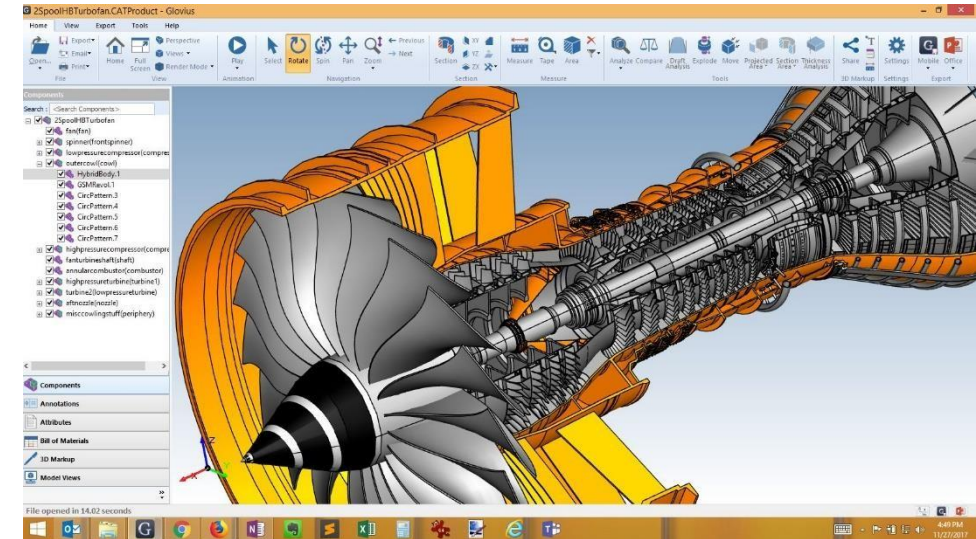 2SpoolHBTurbofan.CATProduct - Glovius
Home View Export Tools Help
Open... Export Email Print
Home Full Screen Perspective Views Render Mode
Play
Select Rotate Spin Pan Zoom Previous Next
Section XY YZ ZX
Measure Tape Area
Analyze Compare Draft Analysis Explode Move Projected Area Section Area Thickness Analysis
Share Settings Mobile Office
File View Animation Navigation Section Measure Tools 3D Markup Settings Export
Components
Search : <Search Components>
2SpoolHBTurbofan
fan(fan)
spinner(frontspinner)
lowpressurecompressor(compres
outercowl(cowl)
HybridBody.1
GSMRevol.1
CircPattern.3
CircPattern.4
CircPattern.5
CircPattern.6
CircPattern.7
highpressurecompressor(compre
fanturbineshaft(shaft)
annularcombustor(combustor)
highpressureturbine(turbine1)
turbine2(lowpressureturbine)
aftnozzle(nozzle)
misccowlingstuff(periphery)
Components
Annotations
Attributes
Bill of Materials
3D Markup
Model Views
Z
Y
X
File opened in 14.02 seconds
4:49 PM
11/27/2017